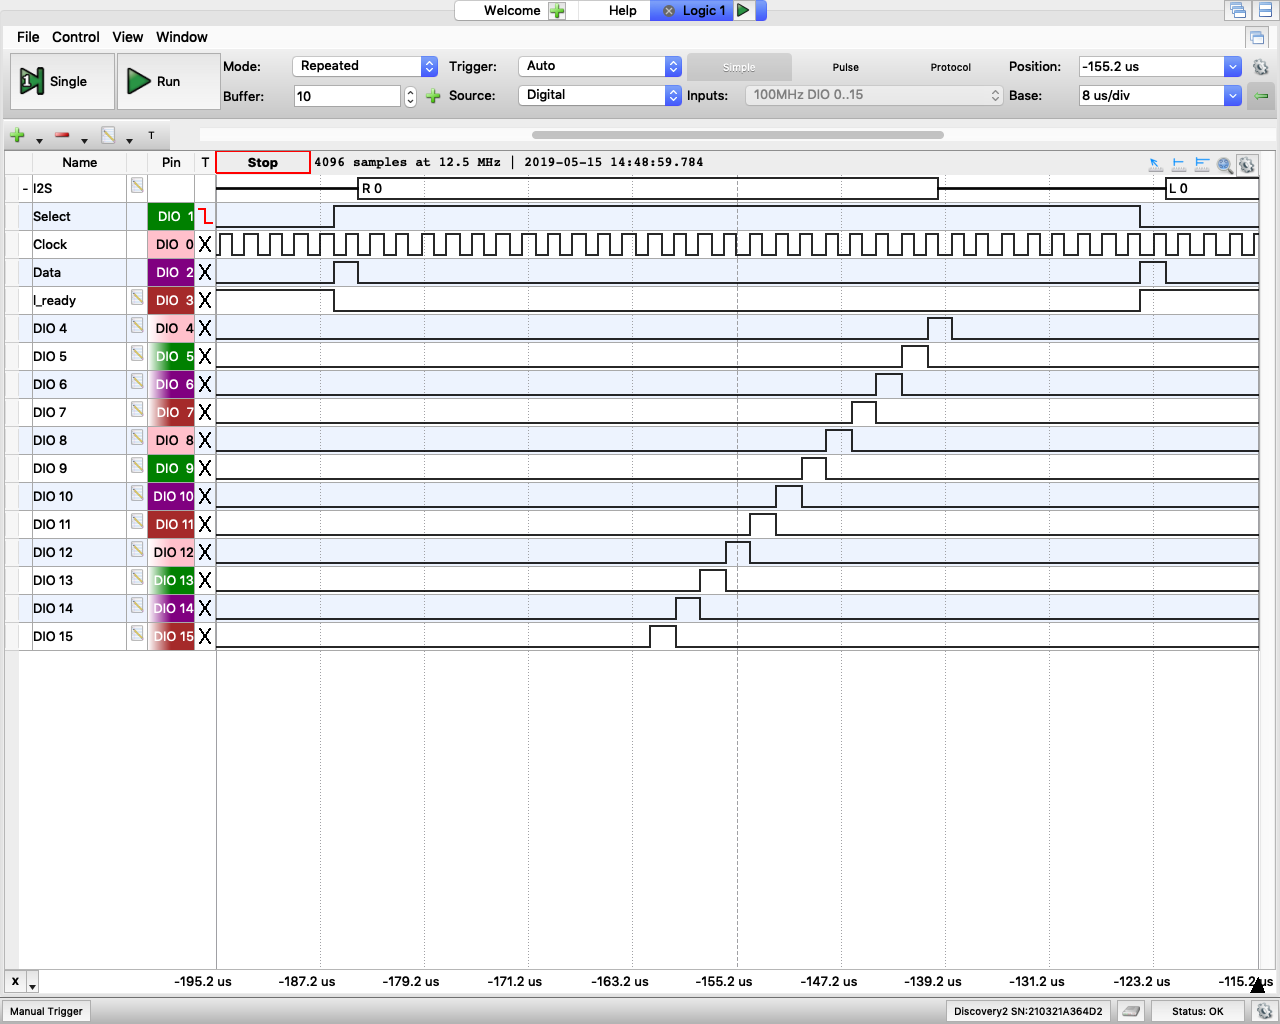 Welcome Help Logic 1
File Control View Window
Single Run Mode: Repeated Trigger: Auto Simple Pulse Protocol Position: -155.2 us
Buffer: 10 Source: Digital Inputs: 100MHz DIO 0..15 Base: 8 us/div
T
Name Pin T Stop 4096 samples at 12.5 MHz | 2019-05-15 14:48:59.784
- I2S R 0 L 0
Select DIO 1
Clock DIO 0 X
Data DIO 2 X
I_ready DIO 3 X
DIO 4 DIO 4 X
DIO 5 DIO 5 X
DIO 6 DIO 6 X
DIO 7 DIO 7 X
DIO 8 DIO 8 X
DIO 9 DIO 9 X
DIO 10 DIO 10 X
DIO 11 DIO 11 X
DIO 12 DIO 12 X
DIO 13 DIO 13 X
DIO 14 DIO 14 X
DIO 15 DIO 15 X
X -195.2 us -187.2 us -179.2 us -171.2 us -163.2 us -155.2 us -147.2 us -139.2 us -131.2 us -123.2 us -115.2 us
Manual Trigger Discovery2 SN:210321A364D2 Status: OK